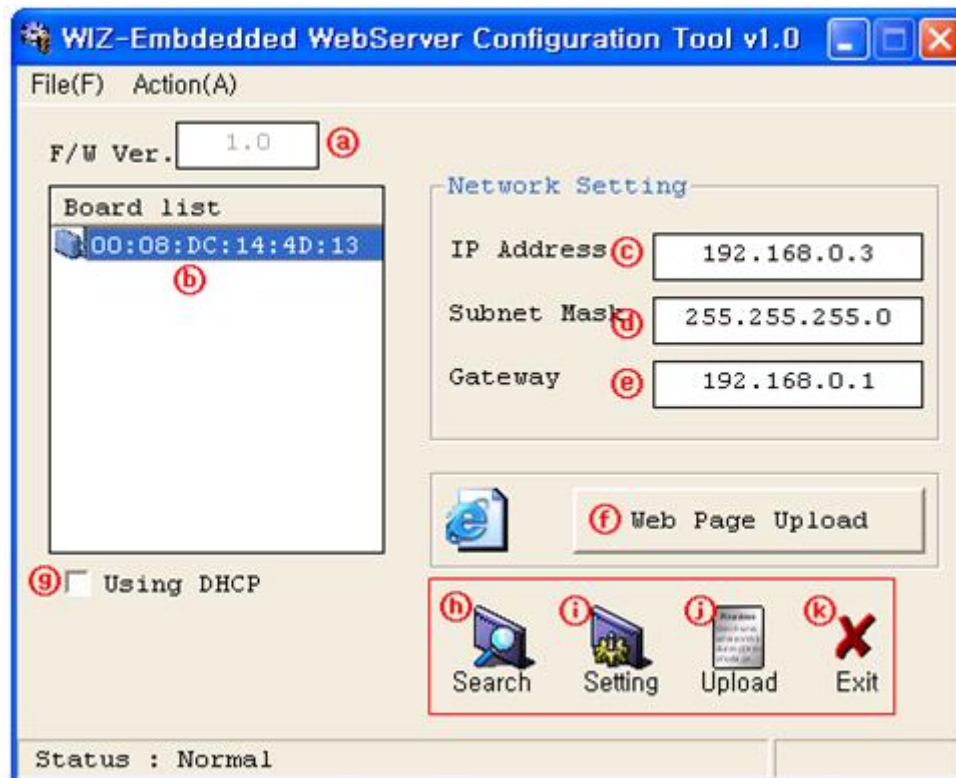 WIZ-Embdedded WebServer Configuration Tool v1.0
File(F) Action(A)
F/W Ver. 1.0 ⓐ
Board list
00:08:DC:14:4D:13
ⓑ
Network Setting
IP Address ⓒ 192.168.0.3
Subnet Mask ⓓ 255.255.255.0
Gateway ⓔ 192.168.0.1
ⓕ Web Page Upload
ⓖ Using DHCP
ⓗ ⓘ ⓙ ⓚ
Search Setting Upload Exit
Status : Normal